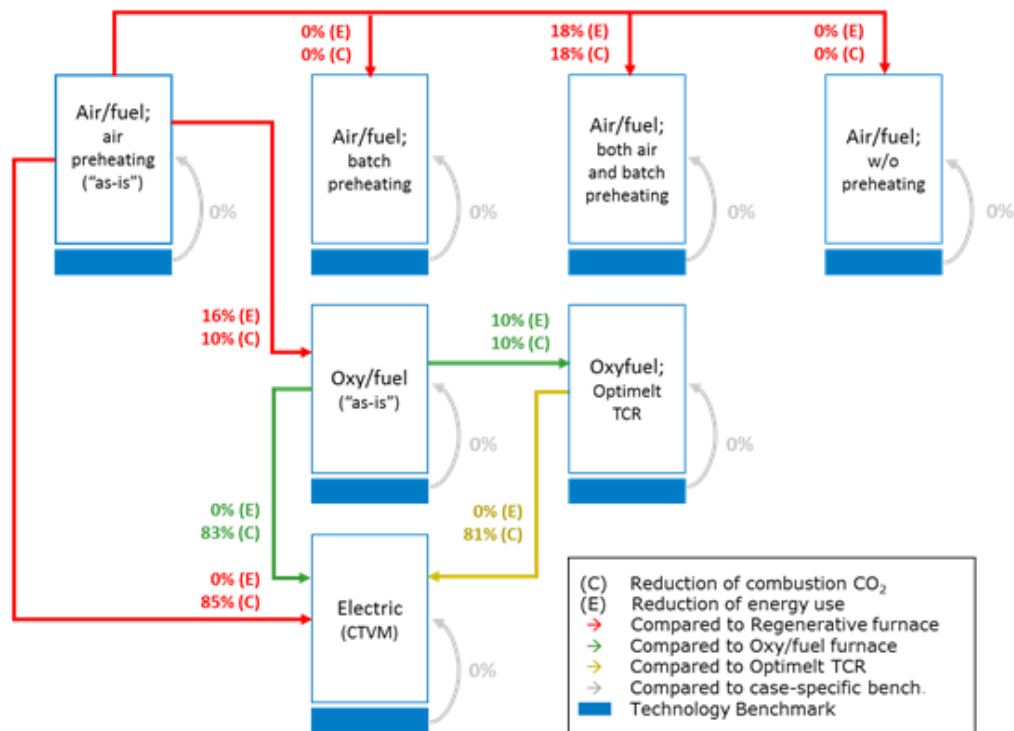 0% (E)
0% (C)
18% (E)
18% (C)
0% (E)
0% (C)
Air/fuel;
air
preheating
("as-is")
0%
Air/fuel;
batch
preheating
0%
Air/fuel;
both air
and batch
preheating
0%
Air/fuel;
w/o
preheating
0%
16% (E)
10% (C)
10% (E)
10% (C)
Oxy/fuel
("as-is")
0%
Oxyfuel;
Optimelt
TCR
0%
0% (E)
83% (C)
0% (E)
81% (C)
0% (E)
85% (C)
Electric
(CTVM)
0%
(C) Reduction of combustion CO₂
(E) Reduction of energy use
Compared to Regenerative furnace
Compared to Oxy/fuel furnace
Compared to Optimelt TCR
Compared to case-specific bench.
Technology Benchmark